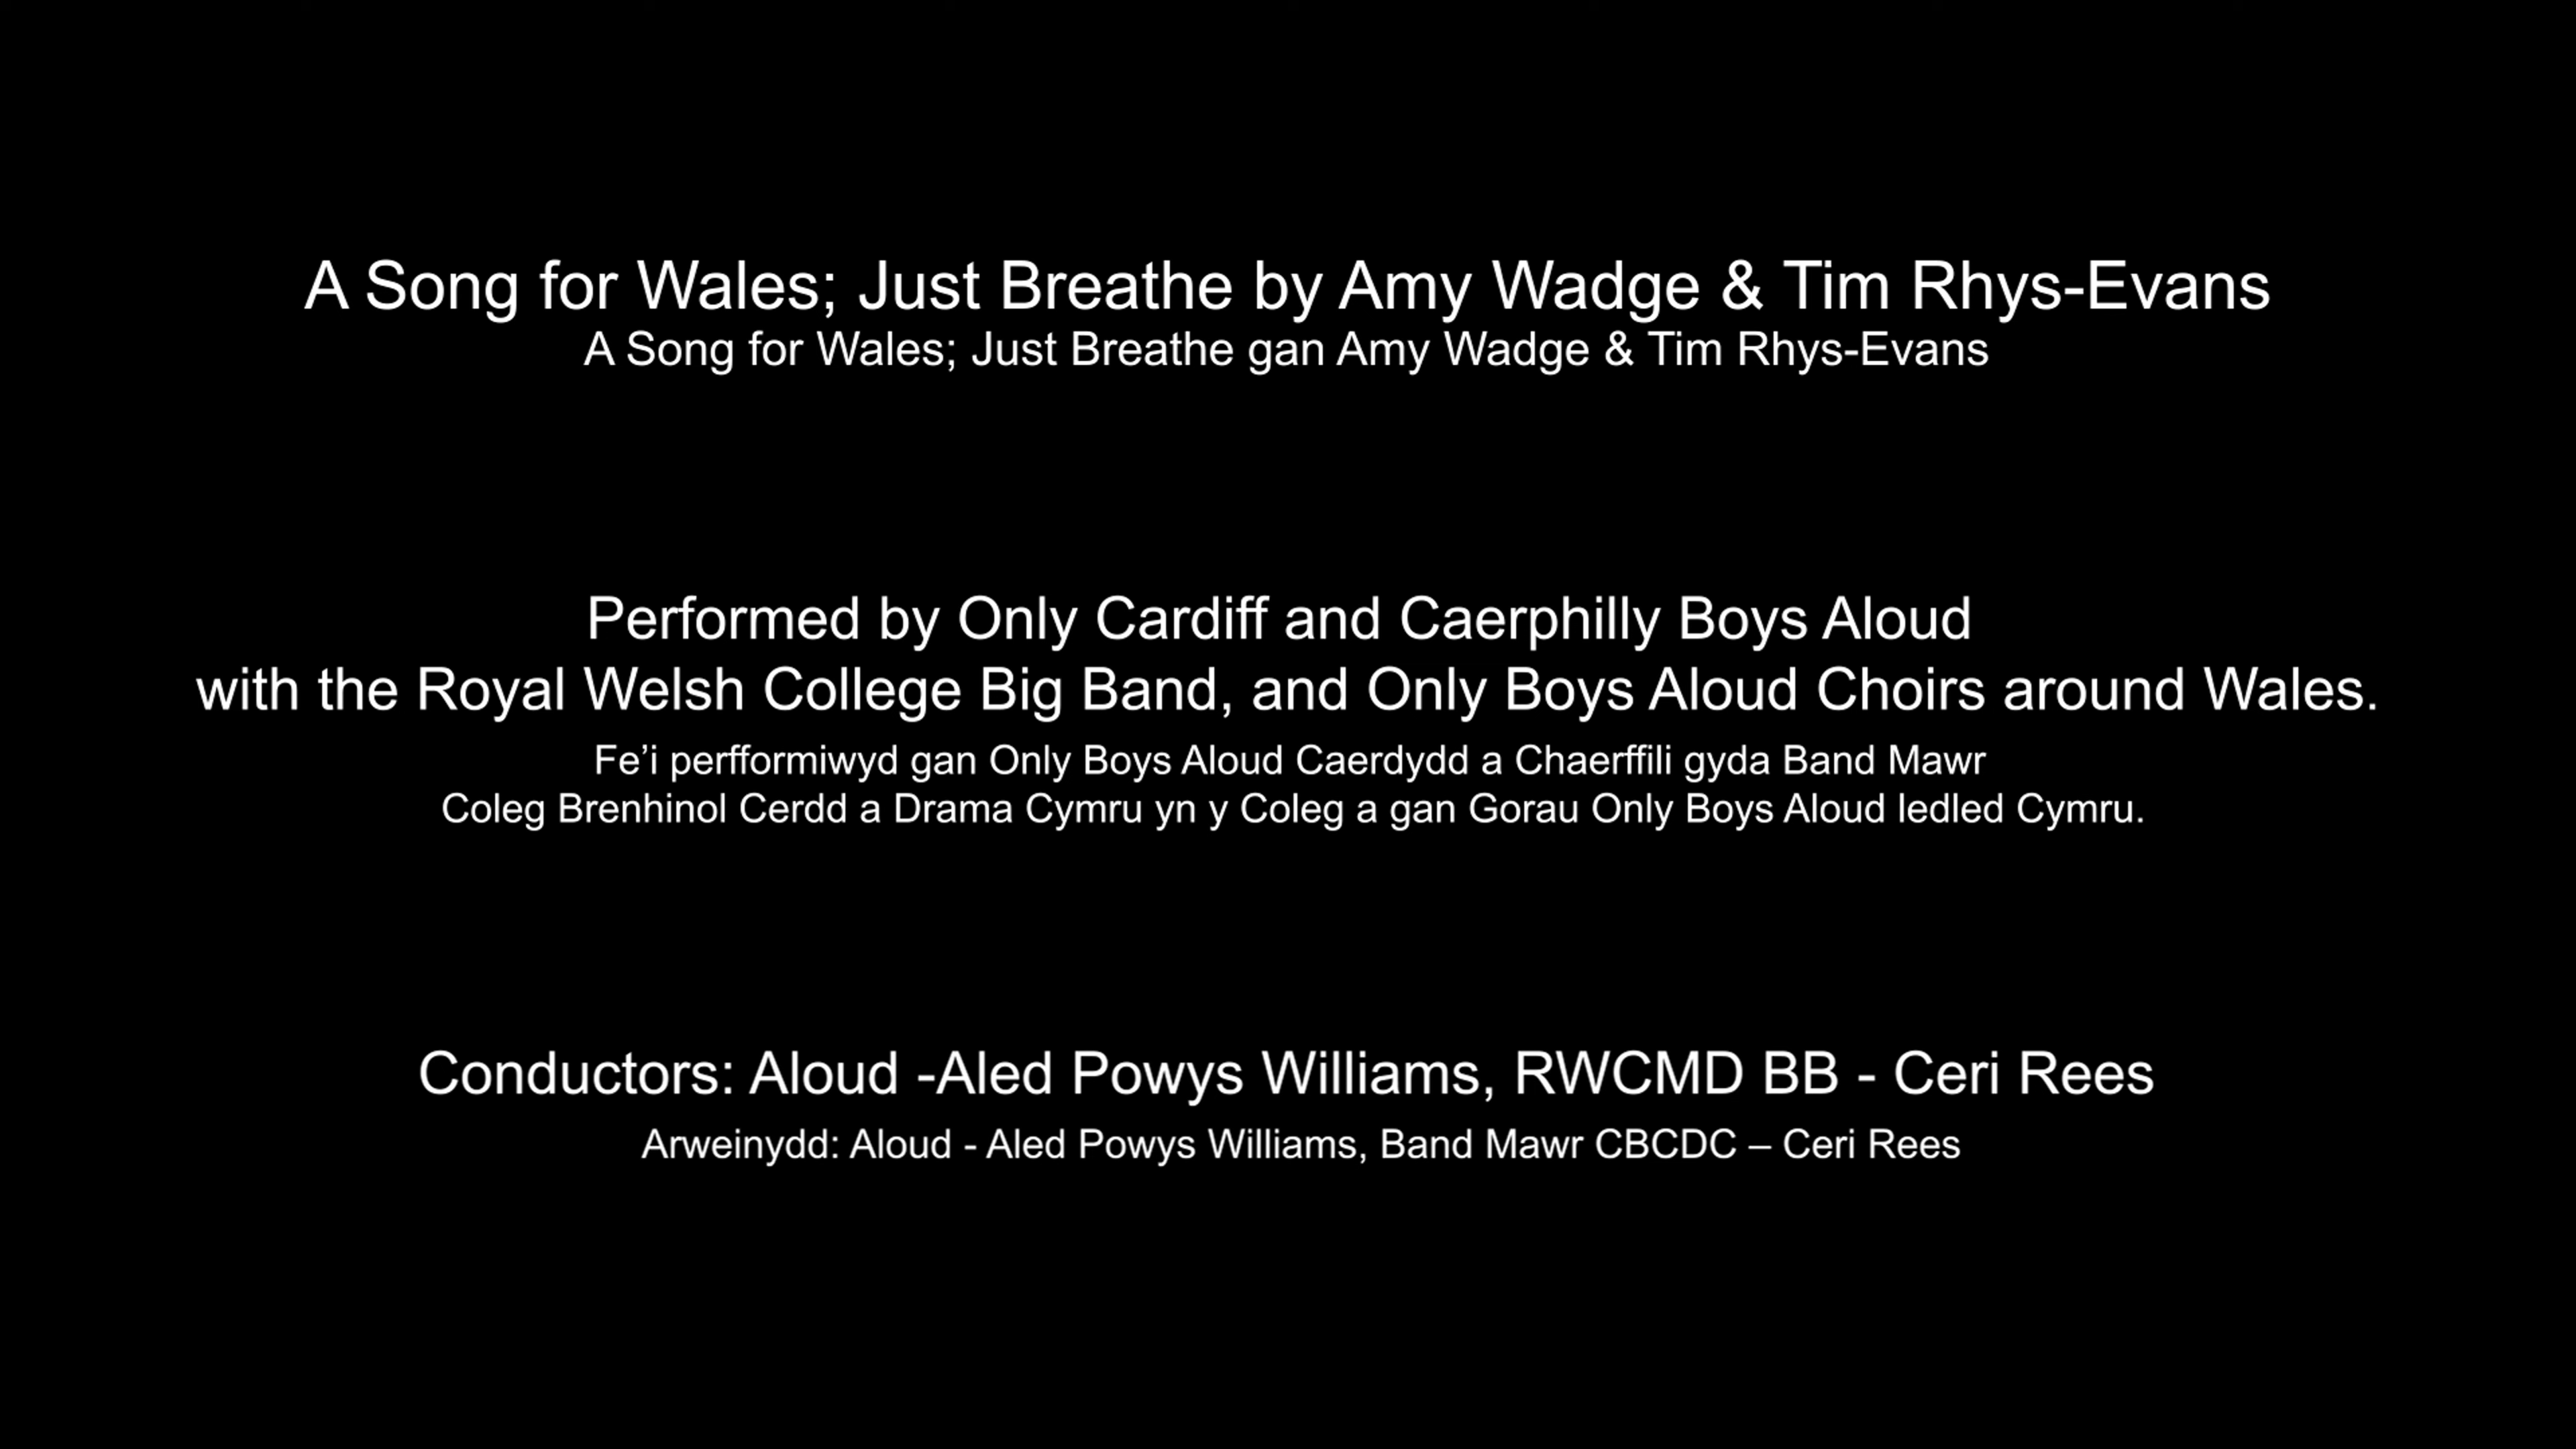 A Song for Wales; Just Breathe by Amy Wadge & Tim Rhys-Evans
A Song for Wales; Just Breathe gan Amy Wadge & Tim Rhys-Evans
Performed by Only Cardiff and Caerphilly Boys Aloud
with the Royal Welsh College Big Band, and Only Boys Aloud Choirs around Wales.
Fe’i perfformiwyd gan Only Boys Aloud Caerdydd a Chaerffili gyda Band Mawr
Coleg Brenhinol Cerdd a Drama Cymru yn y Coleg a gan Gorau Only Boys Aloud ledled Cymru.
Conductors: Aloud -Aled Powys Williams, RWCMD BB - Ceri Rees
Arweinydd: Aloud - Aled Powys Williams, Band Mawr CBCDC – Ceri Rees